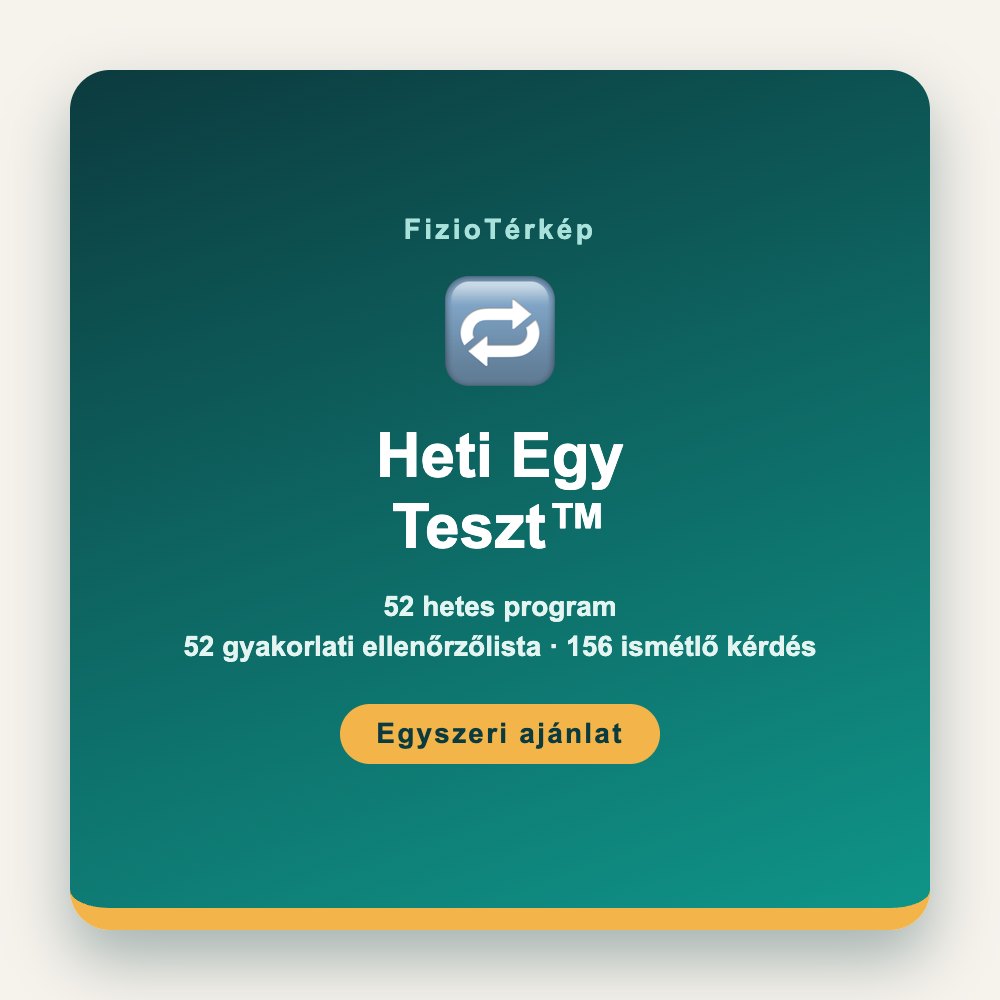 FizioTérkép
Heti Egy
Teszt™
52 hetes program
52 gyakorlati ellenőrzőlista · 156 ismétlő kérdés
Egyszeri ajánlat